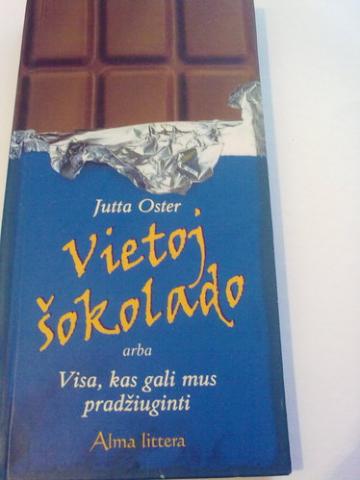 Jutta Oster
Vietoj
šokolado
arba
Visa, kas gali mus
pradžiuginti
Alma littera